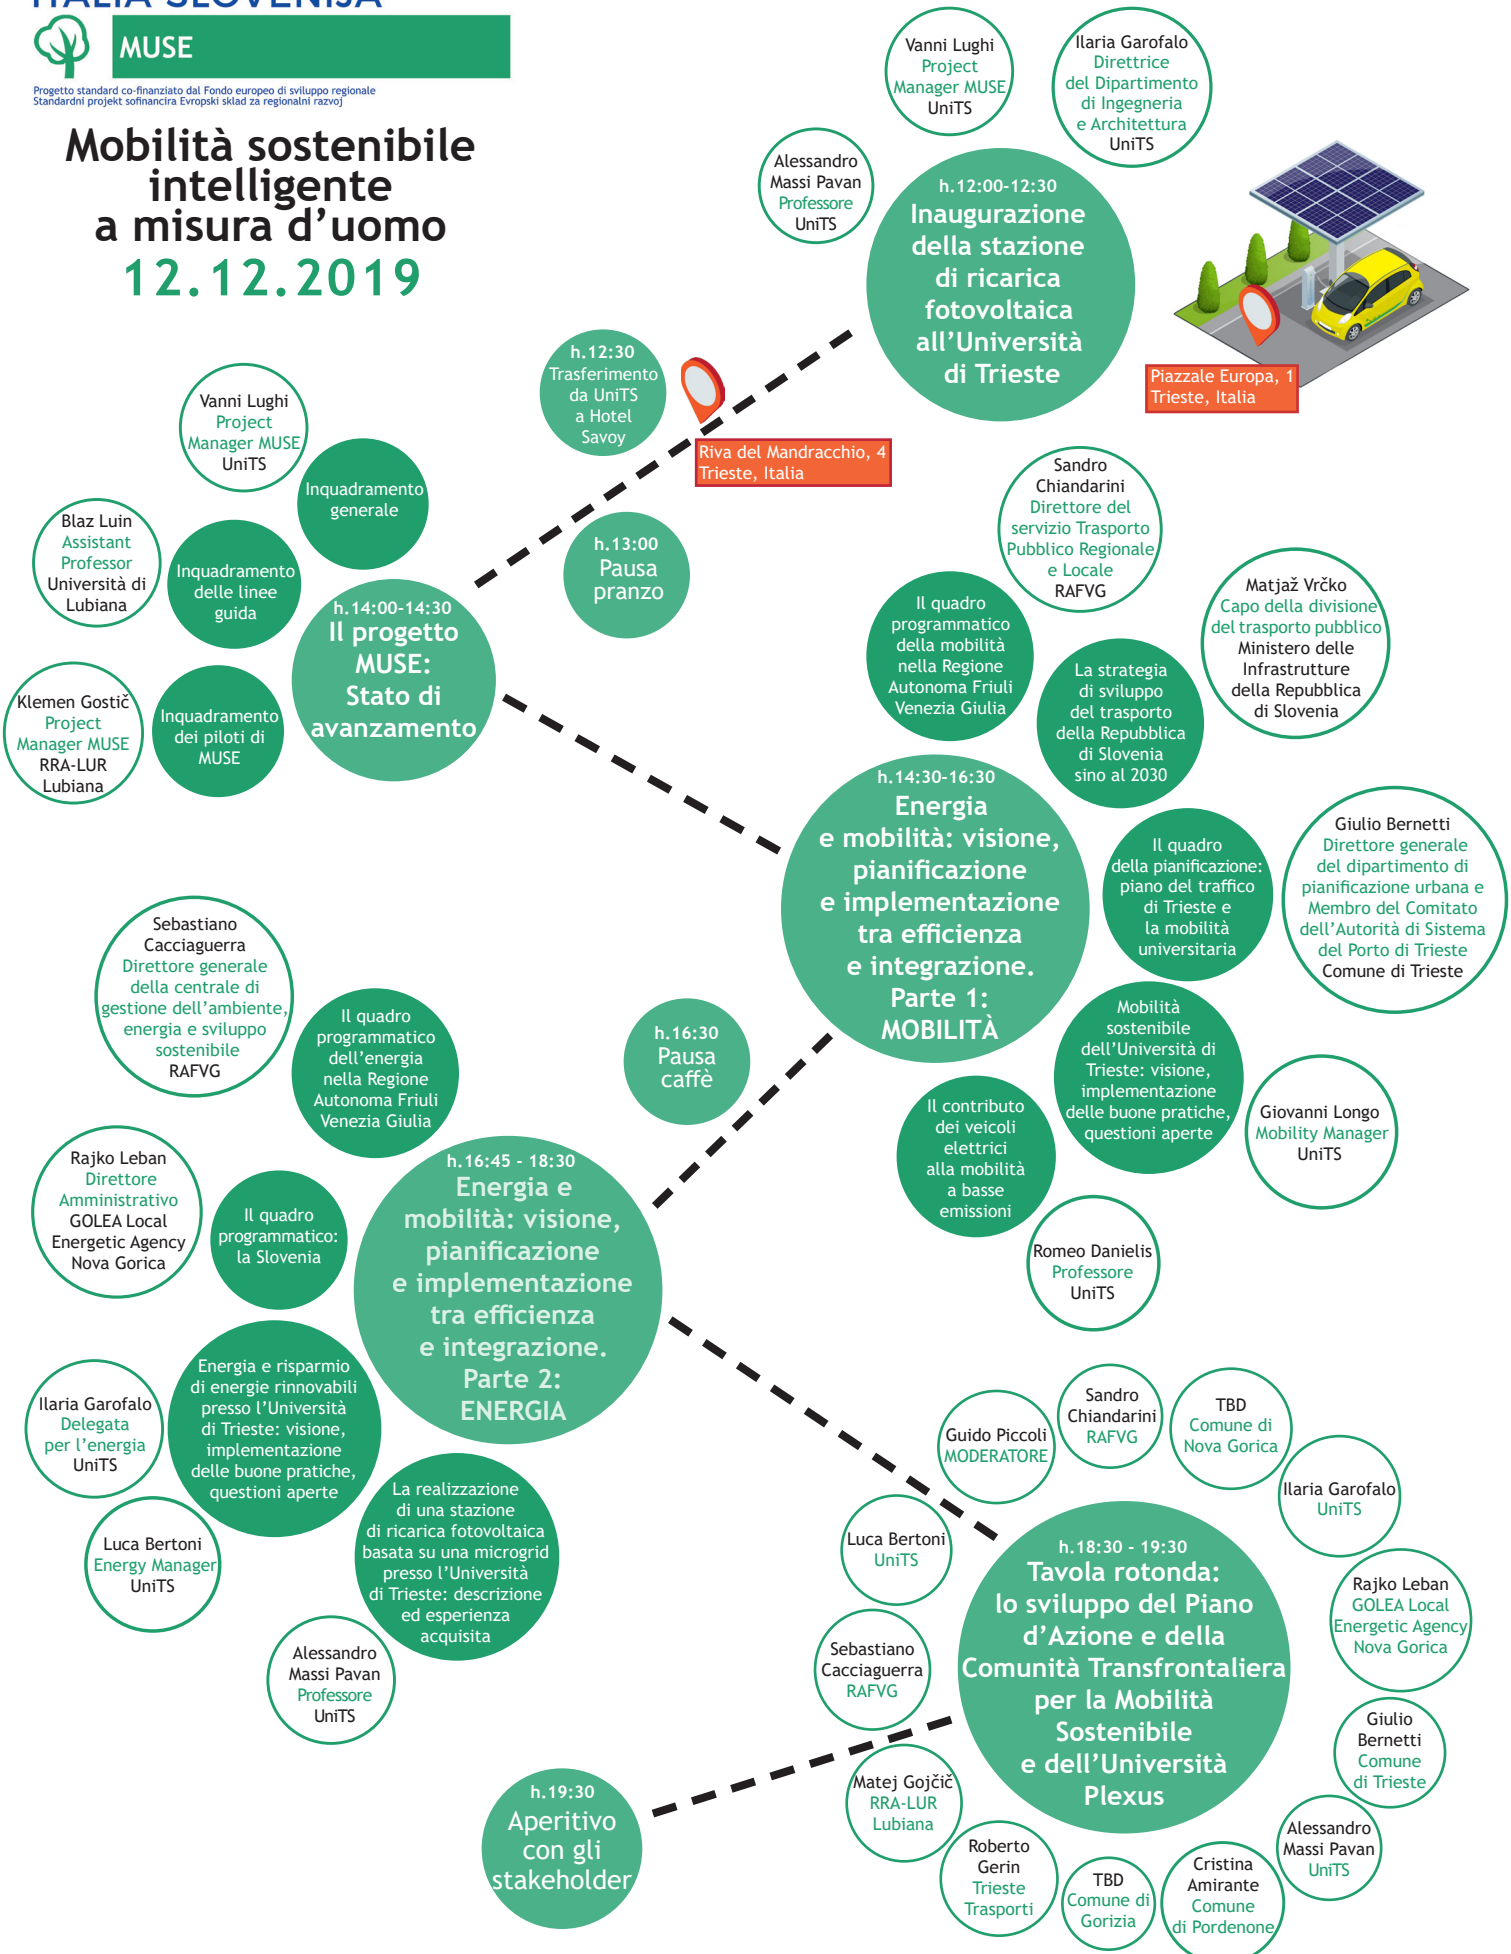 ITALIA-SLOVENIJA
MUSE
Progetto standard co-finanziato dal Fondo europeo di sviluppo regionale
Standardni projekt sofinancira Evropski sklad za regionalni razvoj
Mobilità sostenibile
intelligente
a misura d'uomo
12.12.2019
Vanni Lughi
Project
Manager MUSE
UniTS
Ilaria Garofalo
Direttrice
del Dipartimento
di Ingegneria
e Architettura
UniTS
Alessandro
Massi Pavan
Professore
UniTS
h.12:00-12:30
Inaugurazione
della stazione
di ricarica
fotovoltaica
all'Università
di Trieste
Piazzale Europa, 1
Trieste, Italia
h.12:30
Trasferimento
da UniTS
a Hotel
Savoy
Riva del Mandracchio, 4
Trieste, Italia
h.13:00
Pausa
pranzo
Vanni Lughi
Project
Manager MUSE
UniTS
Inquadramento
generale
Blaz Luin
Assistant
Professor
Università di
Lubiana
Inquadramento
delle linee
guida
Klemen Gostič
Project
Manager MUSE
RRA-LUR
Lubiana
Inquadramento
dei piloti di
MUSE
h.14:00-14:30
Il progetto
MUSE:
Stato di
avanzamento
Sandro
Chiandarini
Direttore del
servizio Trasporto
Pubblico Regionale
e Locale
RAFVG
Il quadro
programmatico
della mobilità
nella Regione
Autonoma Friuli
Venezia Giulia
Matjaž Vrčko
Capo della divisione
del trasporto pubblico
Ministero delle
Infrastrutture
della Repubblica
di Slovenia
La strategia
di sviluppo
del trasporto
della Repubblica
di Slovenia
sino al 2030
h.14:30-16:30
Energia
e mobilità: visione,
pianificazione
e implementazione
tra efficienza
e integrazione.
Parte 1:
MOBILITÀ
Il quadro
della pianificazione:
piano del traffico
di Trieste e
la mobilità
universitaria
Giulio Bernetti
Direttore generale
del dipartimento di
pianificazione urbana e
Membro del Comitato
dell'Autorità di Sistema
del Porto di Trieste
Comune di Trieste
Mobilità
sostenibile
dell'Università di
Trieste: visione,
implementazione
delle buone pratiche,
questioni aperte
Giovanni Longo
Mobility Manager
UniTS
Il contributo
dei veicoli
elettrici
alla mobilità
a basse
emissioni
Romeo Danielis
Professore
UniTS
h.16:30
Pausa
caffè
Sebastiano
Cacciaguerra
Direttore generale
della centrale di
gestione dell'ambiente,
energia e sviluppo
sostenibile
RAFVG
Il quadro
programmatico
dell'energia
nella Regione
Autonoma Friuli
Venezia Giulia
Rajko Leban
Direttore
Amministrativo
GOLEA Local
Energetic Agency
Nova Gorica
Il quadro
programmatico:
la Slovenia
h.16:45 - 18:30
Energia e
mobilità: visione,
pianificazione
e implementazione
tra efficienza
e integrazione.
Parte 2:
ENERGIA
Ilaria Garofalo
Delegata
per l'energia
UniTS
Energia e risparmio
di energie rinnovabili
presso l'Università
di Trieste: visione,
implementazione
delle buone pratiche,
questioni aperte
Luca Bertoni
Energy Manager
UniTS
La realizzazione
di una stazione
di ricarica fotovoltaica
basata su una microgrid
presso l'Università
di Trieste: descrizione
ed esperienza
acquisita
Alessandro
Massi Pavan
Professore
UniTS
Guido Piccoli
MODERATORE
Sandro
Chiandarini
RAFVG
TBD
Comune di
Nova Gorica
Ilaria Garofalo
UniTS
Luca Bertoni
UniTS
h.18:30 - 19:30
Tavola rotonda:
lo sviluppo del Piano
d'Azione e della
Comunità Transfrontaliera
per la Mobilità
Sostenibile
e dell'Università
Plexus
Rajko Leban
GOLEA Local
Energetic Agency
Nova Gorica
Sebastiano
Cacciaguerra
RAFVG
Giulio
Bernetti
Comune
di Trieste
Matej Gojčič
RRA-LUR
Lubiana
Alessandro
Massi Pavan
UniTS
Roberto
Gerin
Trieste
Trasporti
TBD
Comune di
Gorizia
Cristina
Amirante
Comune
di Pordenone
h.19:30
Aperitivo
con gli
stakeholder